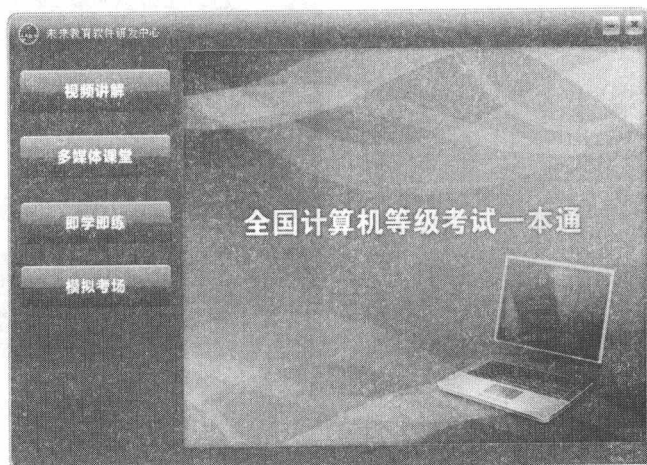 未来教育软件研发中心
视频讲解
多媒体课堂
即学即练
模拟考场
全国计算机等级考试一本通